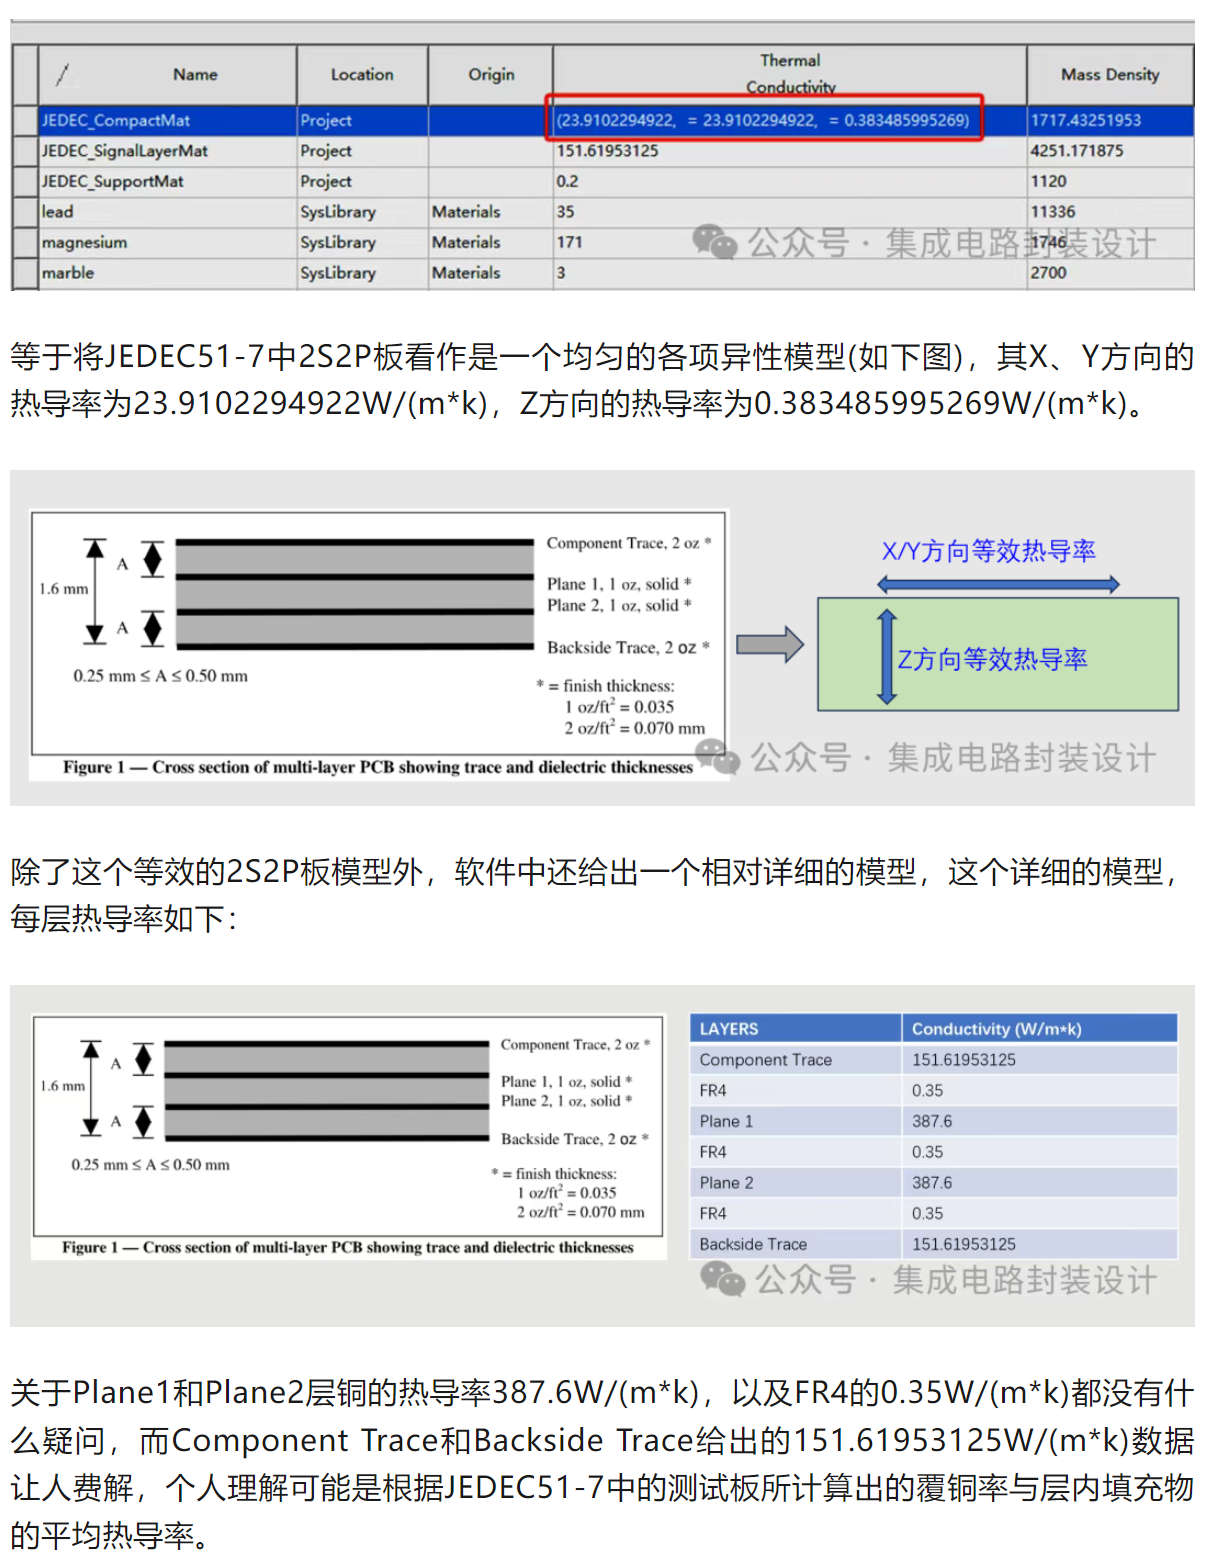 Name Location Origin Thermal Conductivity Mass Density
JEDEC_CompactMat Project (23.9102294922, = 23.9102294922, = 0.383485995269) 1717.43251953
JEDEC_SignalLayerMat Project 151.61953125 4251.171875
JEDEC_SupportMat Project 0.2 1120
lead SysLibrary Materials 35 11336
magnesium SysLibrary Materials 171 1746
marble SysLibrary Materials 3 2700
公众号 · 集成电路封装设计
等于将JEDEC51-7中2S2P板看作是一个均匀的各项异性模型(如下图)，其X、Y方向的
热导率为23.9102294922W/(m*k)，Z方向的热导率为0.383485995269W/(m*k)。
Component Trace, 2 oz *
A
1.6 mm
Plane 1, 1 oz, solid *
Plane 2, 1 oz, solid *
A
Backside Trace, 2 oz *
0.25 mm ≤ A ≤ 0.50 mm
* = finish thickness:
1 oz/ft² = 0.035
2 oz/ft² = 0.070 mm
Figure 1 — Cross section of multi-layer PCB showing trace and dielectric thicknesses
X/Y方向等效热导率
Z方向等效热导率
公众号 · 集成电路封装设计
除了这个等效的2S2P板模型外，软件中还给出一个相对详细的模型，这个详细的模型，
每层热导率如下：
Component Trace, 2 oz *
A
1.6 mm
Plane 1, 1 oz, solid *
Plane 2, 1 oz, solid *
A
Backside Trace, 2 oz *
0.25 mm ≤ A ≤ 0.50 mm
* = finish thickness:
1 oz/ft² = 0.035
2 oz/ft² = 0.070 mm
Figure 1 — Cross section of multi-layer PCB showing trace and dielectric thicknesses
LAYERS Conductivity (W/m*k)
Component Trace 151.61953125
FR4 0.35
Plane 1 387.6
FR4 0.35
Plane 2 387.6
FR4 0.35
Backside Trace 151.61953125
公众号 · 集成电路封装设计
关于Plane1和Plane2层铜的热导率387.6W/(m*k)，以及FR4的0.35W/(m*k)都没有什
么疑问，而Component Trace和Backside Trace给出的151.61953125W/(m*k)数据
让人费解，个人理解可能是根据JEDEC51-7中的测试板所计算出的覆铜率与层内填充物
的平均热导率。